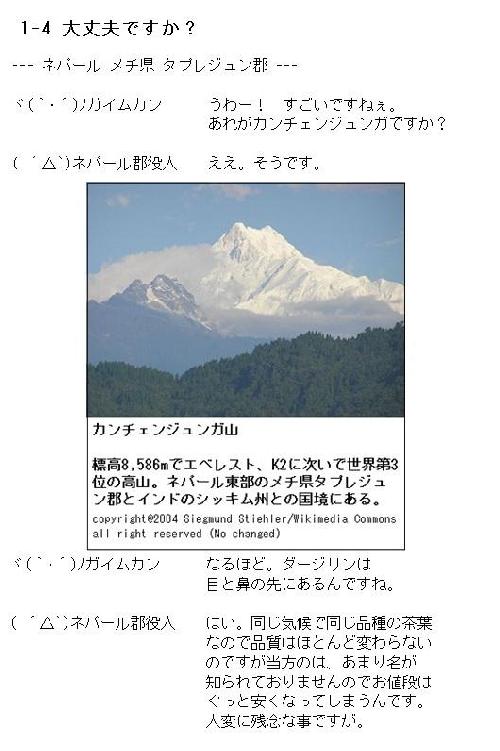 1-4 大丈夫ですか？
--- ネパール メチ県 タプレジュン郡 ---
ヾ(｀・´)ﾉガイムカン うわー！ すごいですねぇ。
あれがカンチェンジュンガですか？
( ´△`)ネパール郡役人 ええ。そうです。
カンチェンジュンガ山
標高8,586mでエベレスト、K2に次いで世界第3
位の高山。ネパール東部のメチ県タプレジュ
ン郡とインドのシッキム州との国境にある。
copyright©2004 Siegmund Stiehler/Wikimedia Commons
all right reserved (No changed)
ヾ(｀・´)ﾉガイムカン なるほど。ダージリンは
目と鼻の先にあるんですね。
( ´△`)ネパール郡役人 はい。同じ気候で同じ品種の茶葉
なので品質はほとんど変わらない
のですが当方のは、あまり名が
知られておりませんのでお値段は
ぐっと安くなってしまうんです。
大変に残念な事ですが。